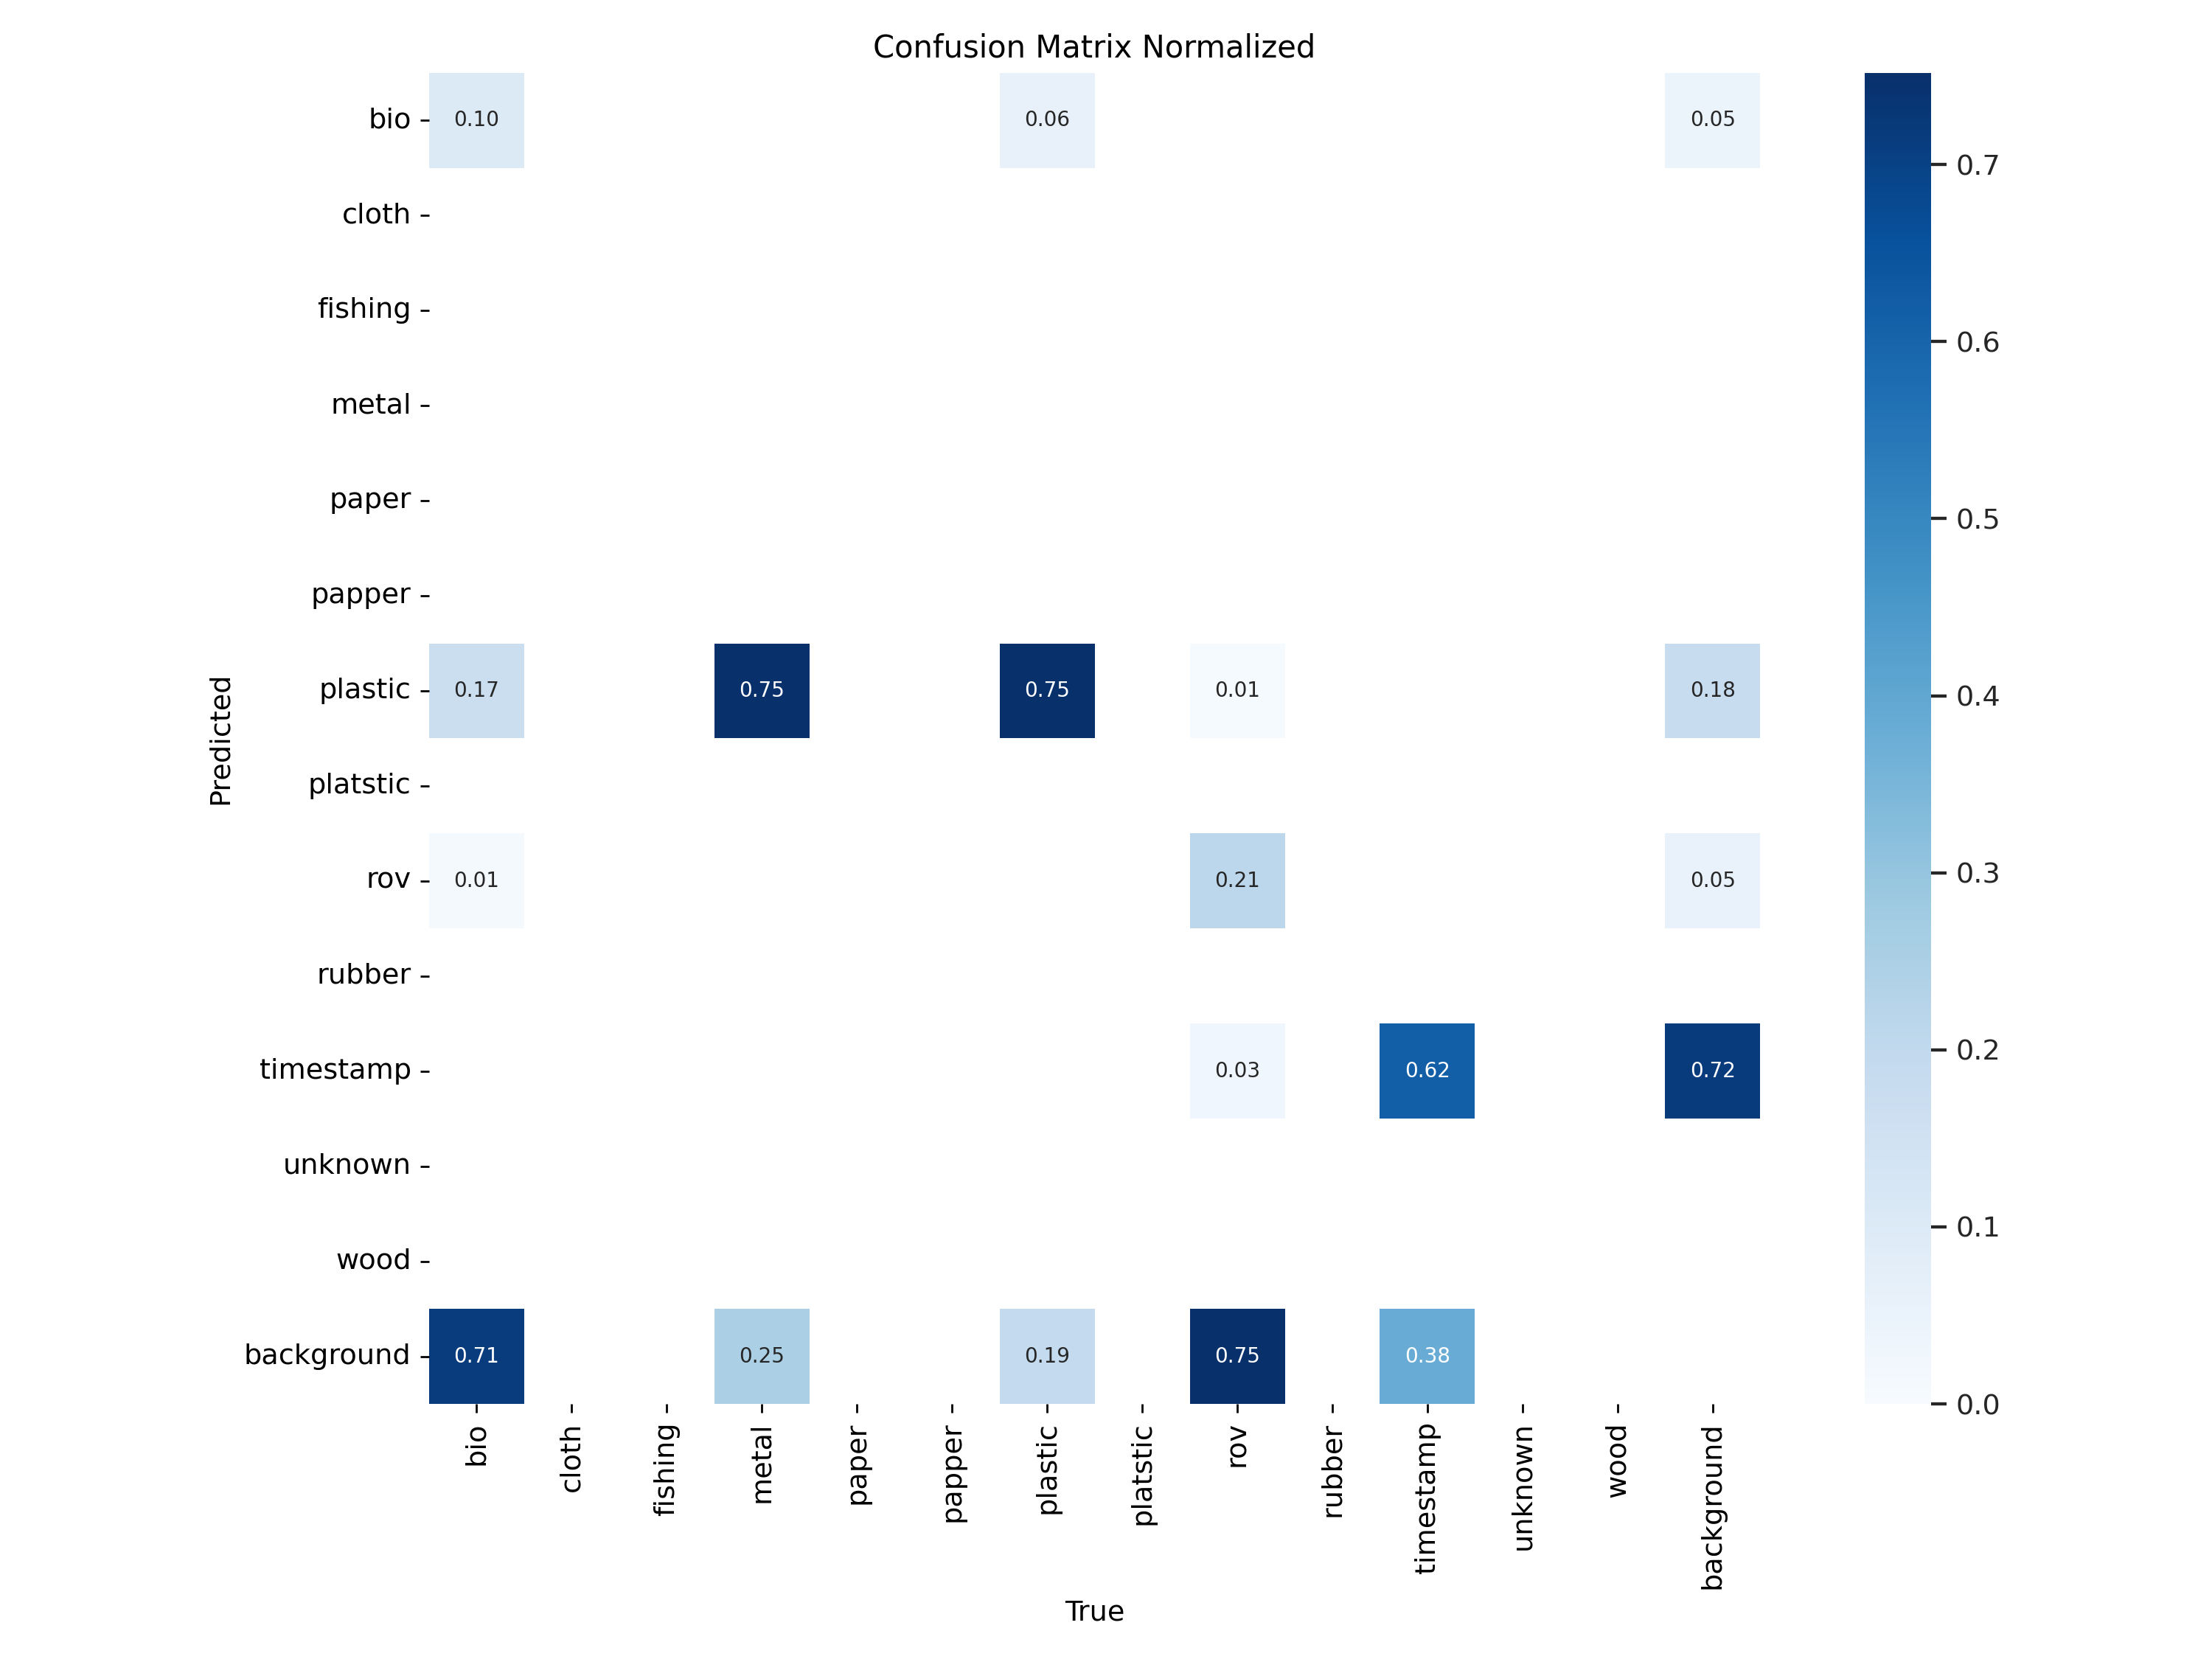 Confusion Matrix Normalized
bio 0.10 0.06 0.05
cloth
fishing
metal
paper
papper
plastic 0.17 0.75 0.75 0.01 0.18
platstic
rov 0.01 0.21 0.05
rubber
timestamp 0.03 0.62 0.72
unknown
wood
background 0.71 0.25 0.19 0.75 0.38
Predicted
bio cloth fishing metal paper papper plastic platstic rov rubber timestamp unknown wood background
True
0.7
0.6
0.5
0.4
0.3
0.2
0.1
0.0